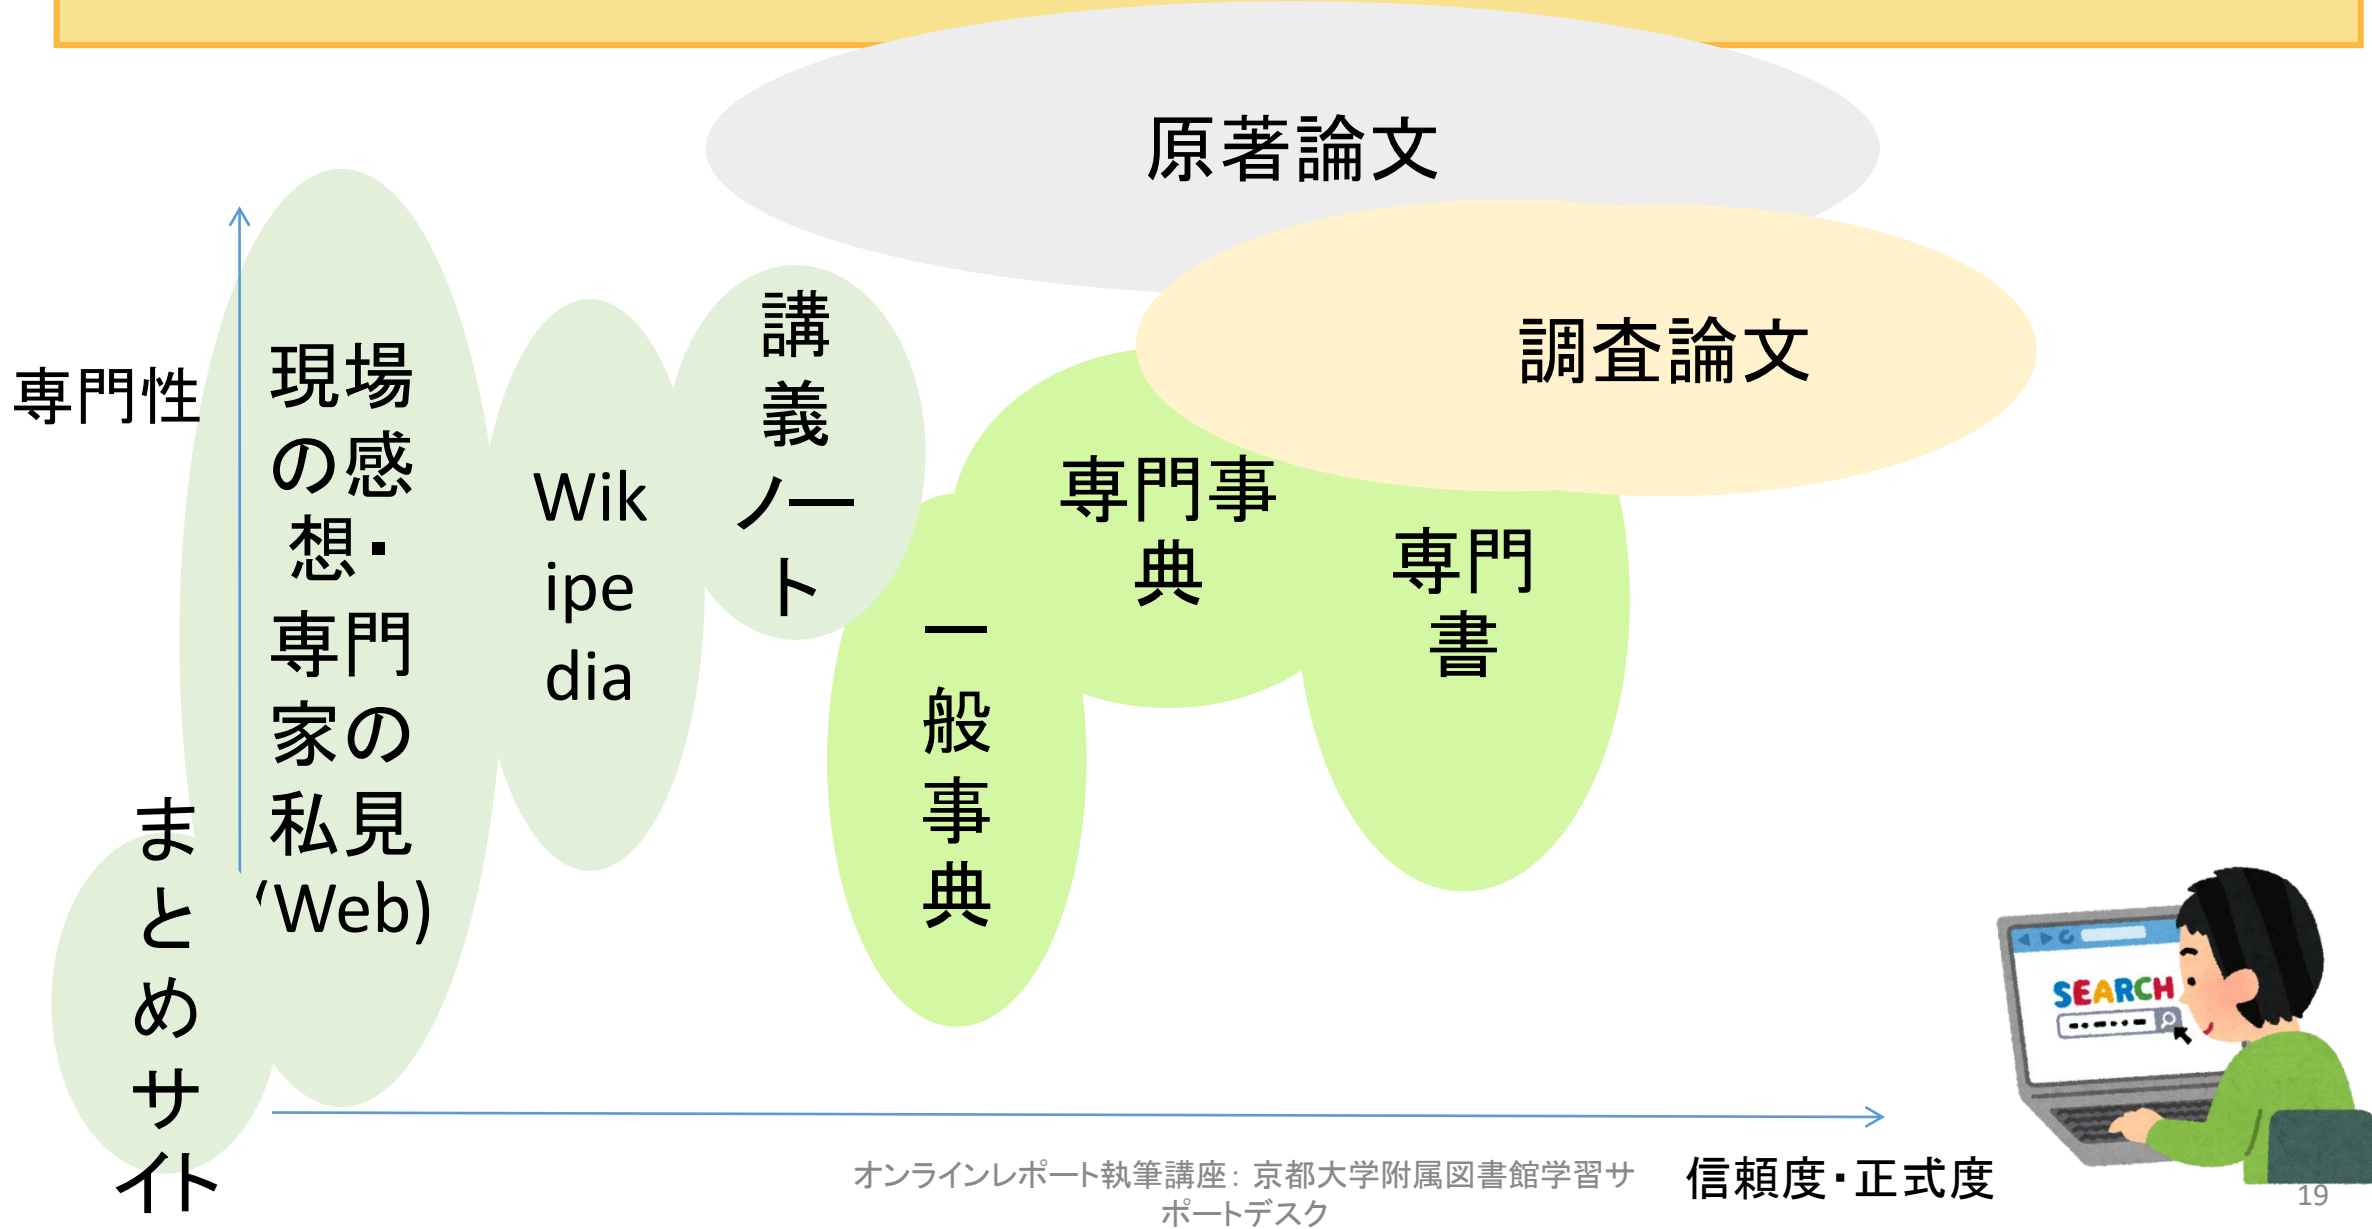 原著論文
調査論文
専門性
現場
の感
想・
専門
家の
私見
(Web)
Wik
ipe
dia
講
義
ノー
ト
専門事
典
専門
書
一
般
事
典
ま
と
め
サ
イト
SEARCH
信頼度・正式度
オンラインレポート執筆講座：京都大学附属図書館学習サ
ポートデスク
19